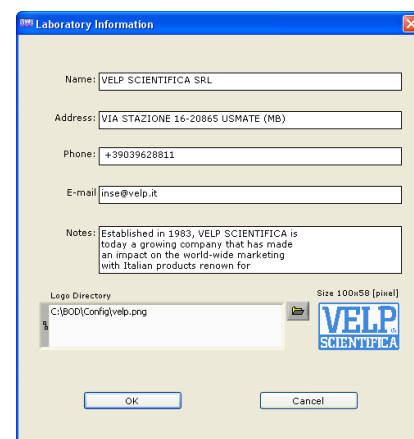 Laboratory Information
Name: VELP SCIENTIFICA SRL
Address: VIA STAZIONE 16-20865 USMATE (MB)
Phone: +39039628811
E-mail inse@velp.it
Notes: Established in 1983, VELP SCIENTIFICA is
today a growing company that has made
an impact on the world-wide marketing
with Italian products renown for
Logo Directory
Size 100x58 [pixel]
C:\BOD\Config\velp.png
VELP
SCIENTIFICA
OK
Cancel